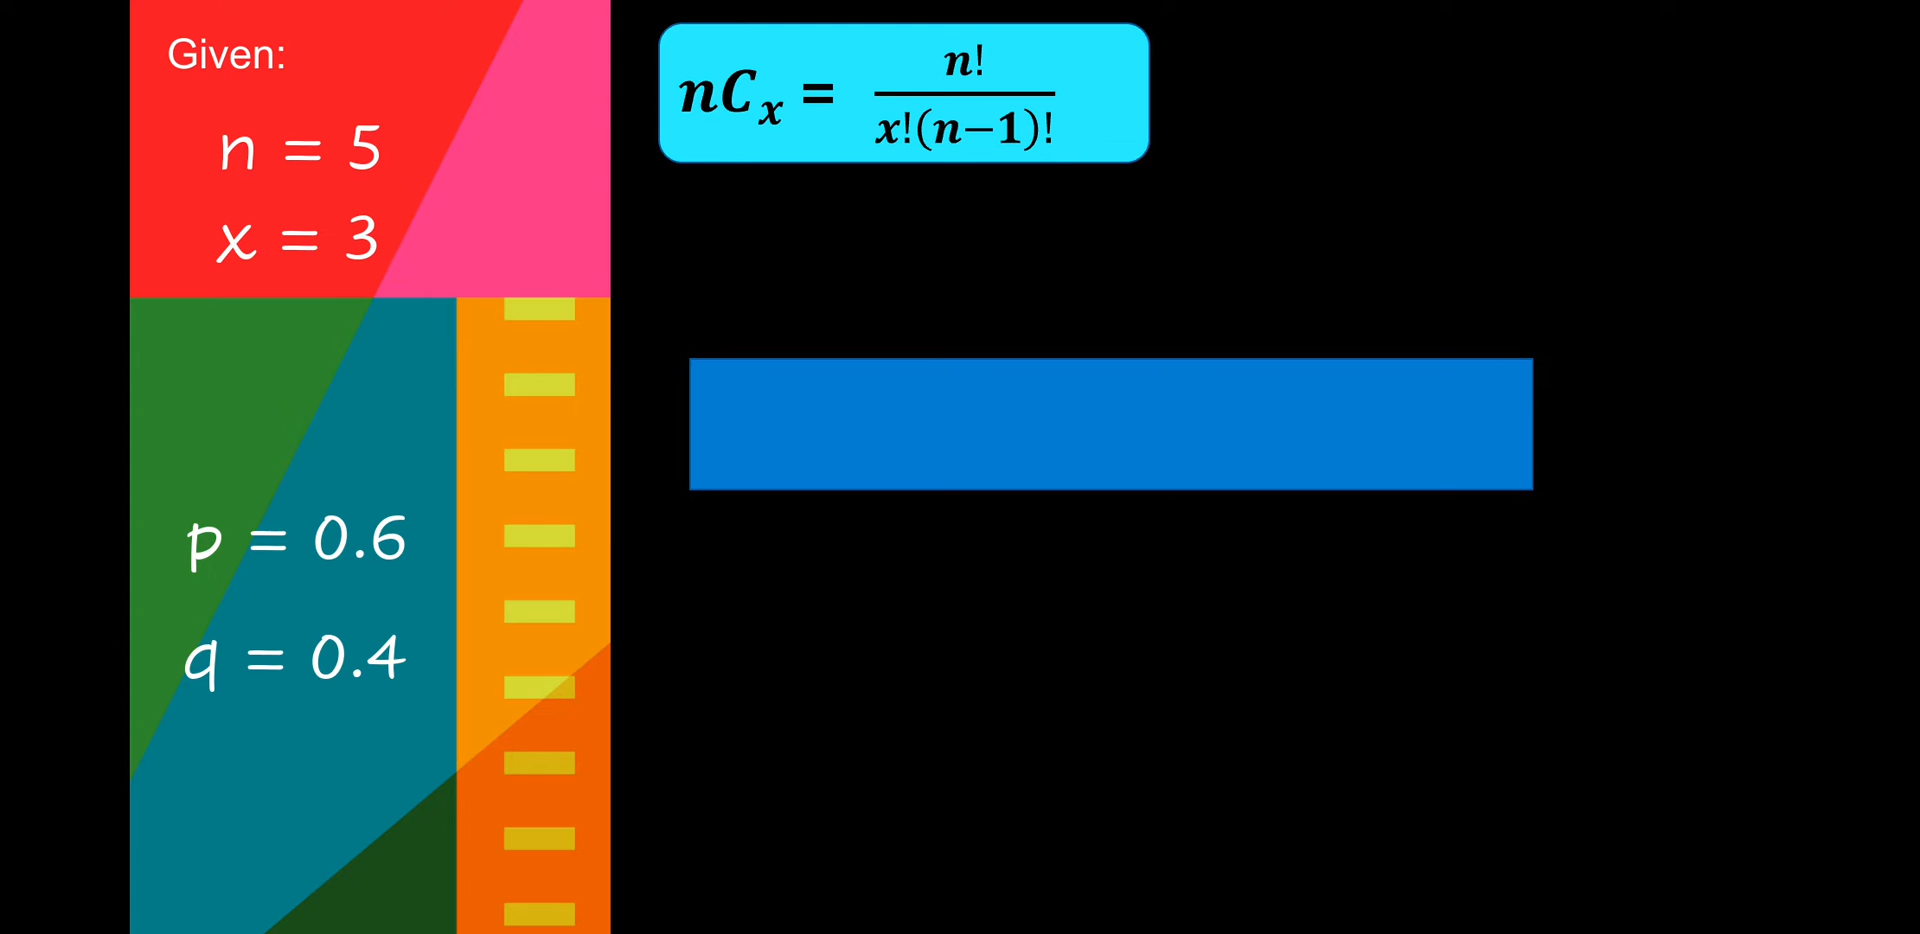 Given:
n = 5
x = 3
p = 0.6
q = 0.4
nCₓ = n!
x!(n−1)!